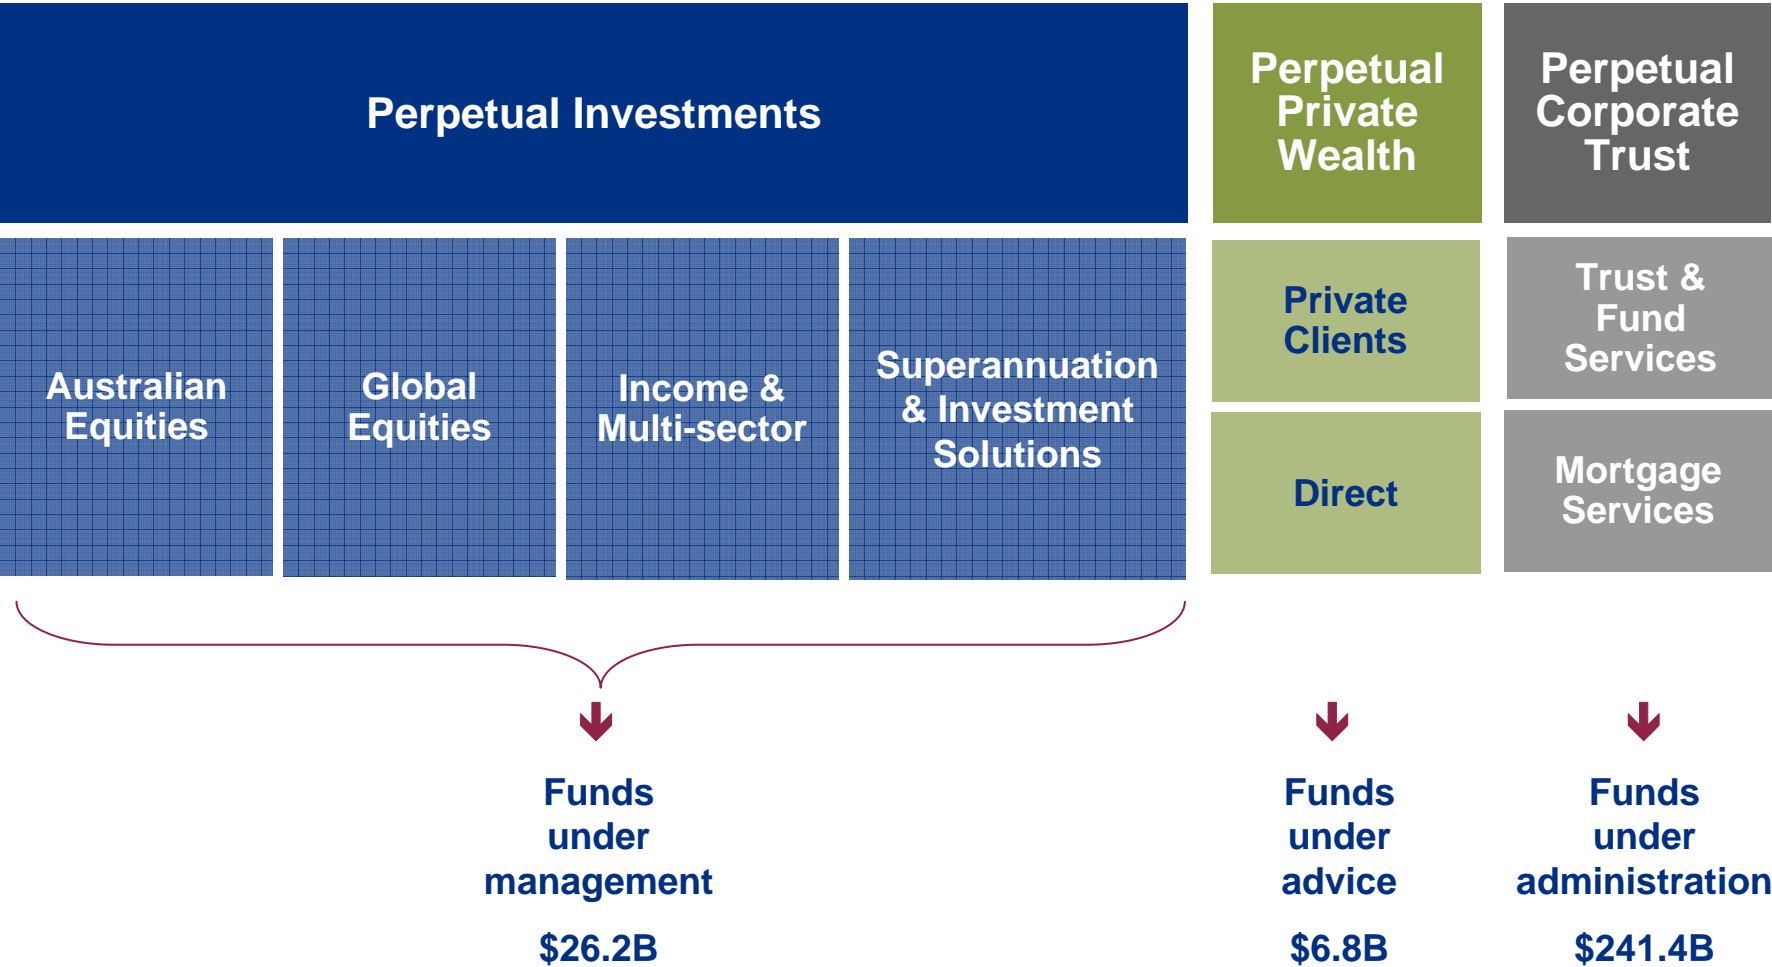 Perpetual Investments
Perpetual
Private
Wealth
Perpetual
Corporate
Trust
Australian
Equities
Global
Equities
Income &
Multi-sector
Superannuation
& Investment
Solutions
Private
Clients
Direct
Trust &
Fund
Services
Mortgage
Services
Funds
under
management
$26.2B
Funds
under
advice
$6.8B
Funds
under
administration
$241.4B